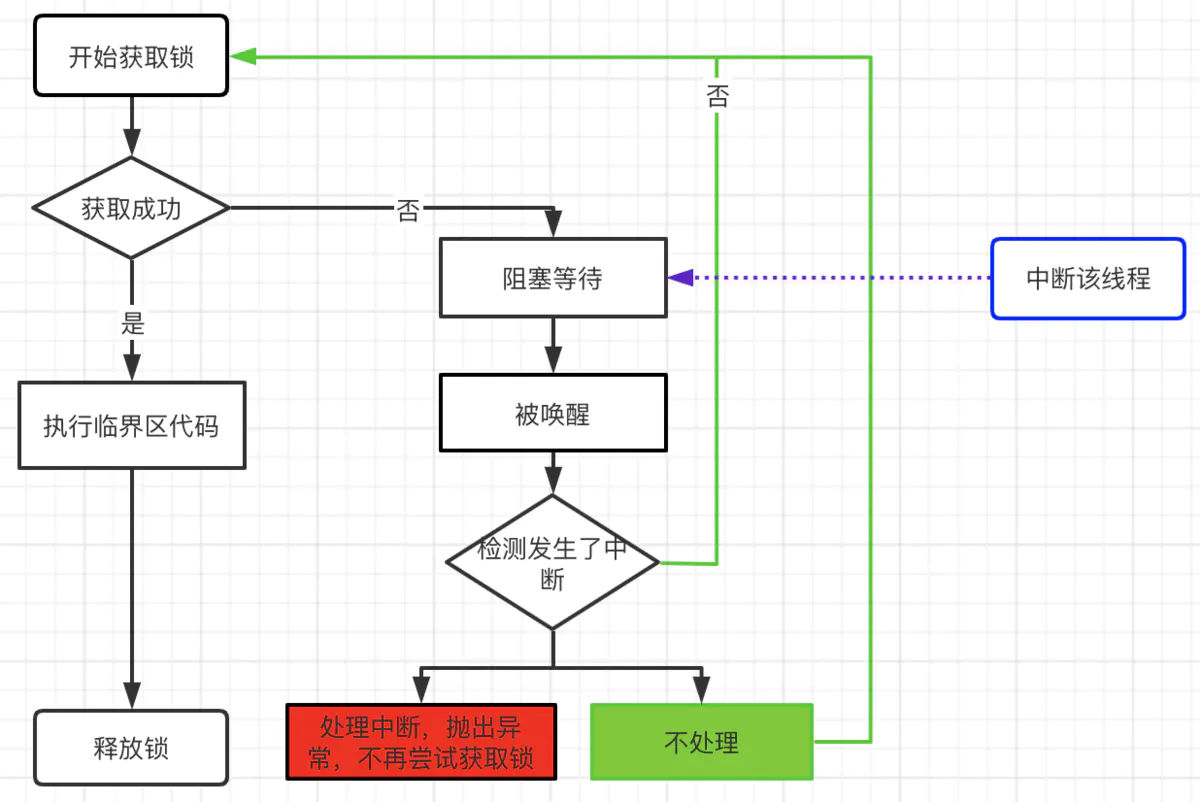 开始获取锁
否
获取成功
否
阻塞等待
中断该线程
是
被唤醒
执行临界区代码
检测发生了中
断
处理中断，抛出异
常，不再尝试获取锁
不处理
释放锁